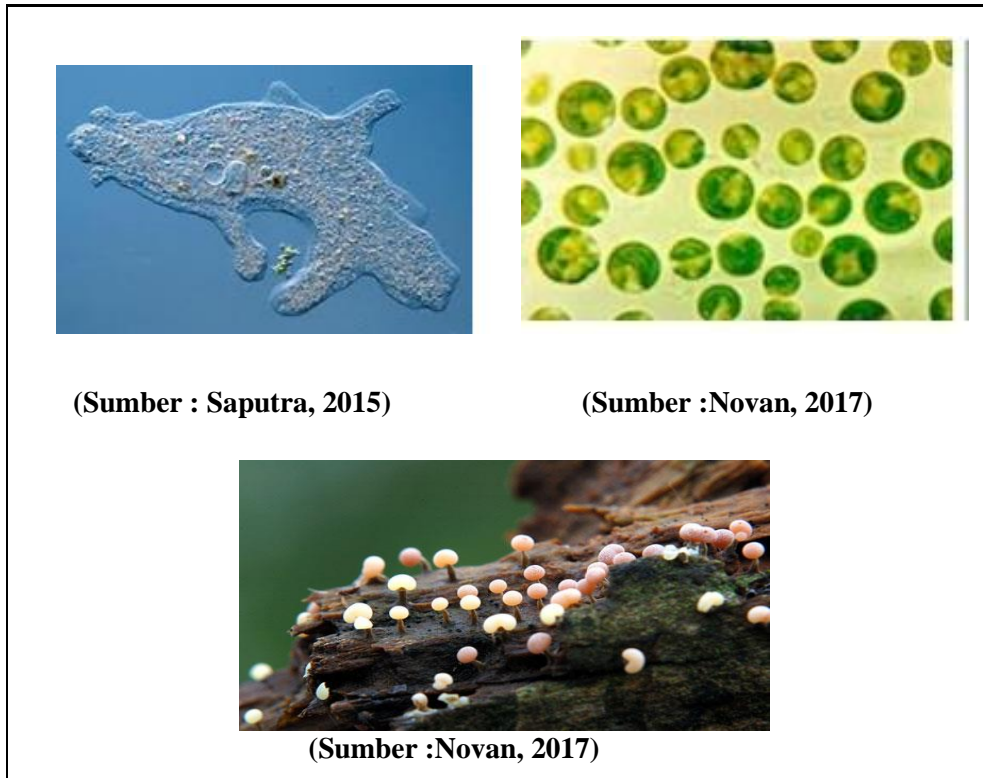 (Sumber : Saputra, 2015)
(Sumber :Novan, 2017)
(Sumber :Novan, 2017)